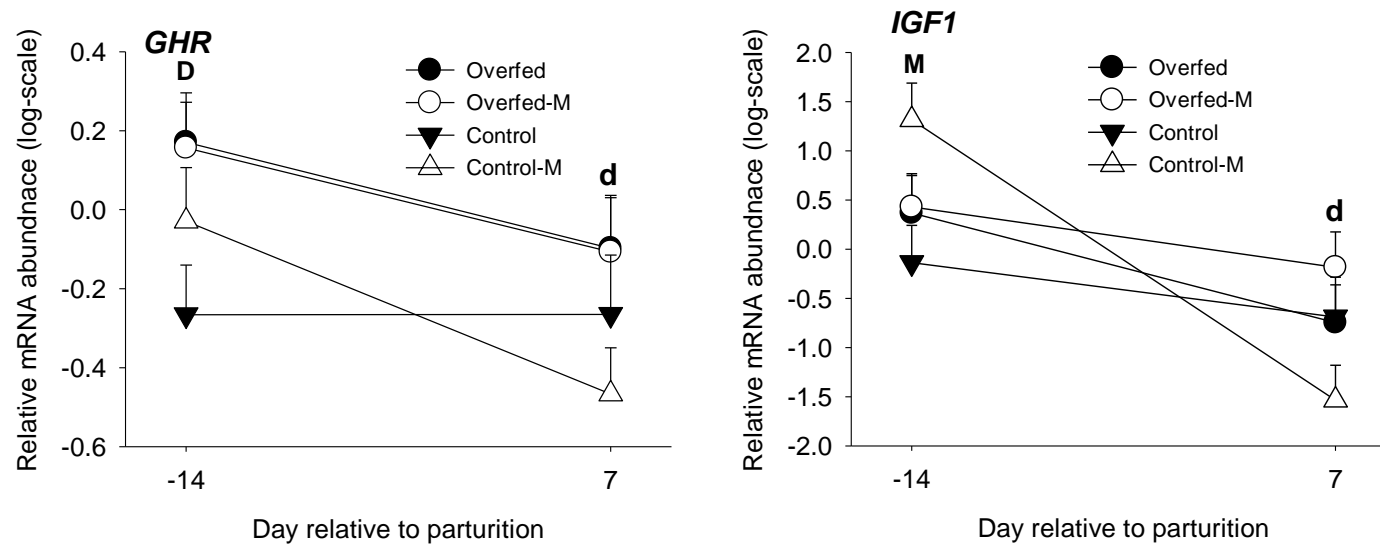 GHR
0.4
0.2
0.0
-0.2
-0.4
-0.6
Relative mRNA abundnace (log-scale)
D
d
Overfed
Overfed-M
Control
Control-M
-14
7
Day relative to parturition
IGF1
2.0
1.5
1.0
0.5
0.0
-0.5
-1.0
-1.5
-2.0
Relative mRNA abundnace (log-scale)
M
d
Overfed
Overfed-M
Control
Control-M
-14
7
Day relative to parturition